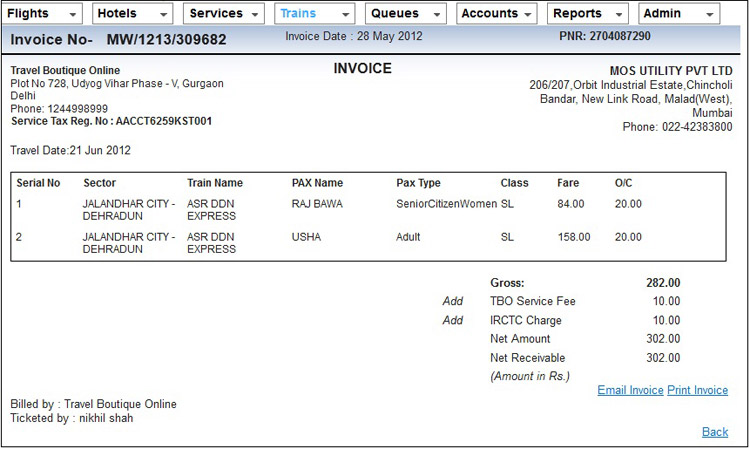 Flights Hotels Services Trains Queues Accounts Reports Admin
Invoice No- MW/1213/309682 Invoice Date : 28 May 2012 PNR: 2704087290
INVOICE
Travel Boutique Online
Plot No 728, Udyog Vihar Phase - V, Gurgaon
Delhi
Phone: 1244998999
Service Tax Reg. No : AACCT6259KST001
MOS UTILITY PVT LTD
206/207,Orbit Industrial Estate,Chincholi
Bandar, New Link Road, Malad(West),
Mumbai
Phone: 022-42383800
Travel Date:21 Jun 2012
Serial No Sector Train Name PAX Name Pax Type Class Fare O/C
1 JALANDHAR CITY - ASR DDN RAJ BAWA SeniorCitizenWomen SL 84.00 20.00
DEHRADUN EXPRESS
2 JALANDHAR CITY - ASR DDN USHA Adult SL 158.00 20.00
DEHRADUN EXPRESS
Gross: 282.00
Add TBO Service Fee 10.00
Add IRCTC Charge 10.00
Net Amount 302.00
Net Receivable 302.00
(Amount in Rs.)
Email Invoice Print Invoice
Billed by : Travel Boutique Online
Ticketed by : nikhil shah
Back